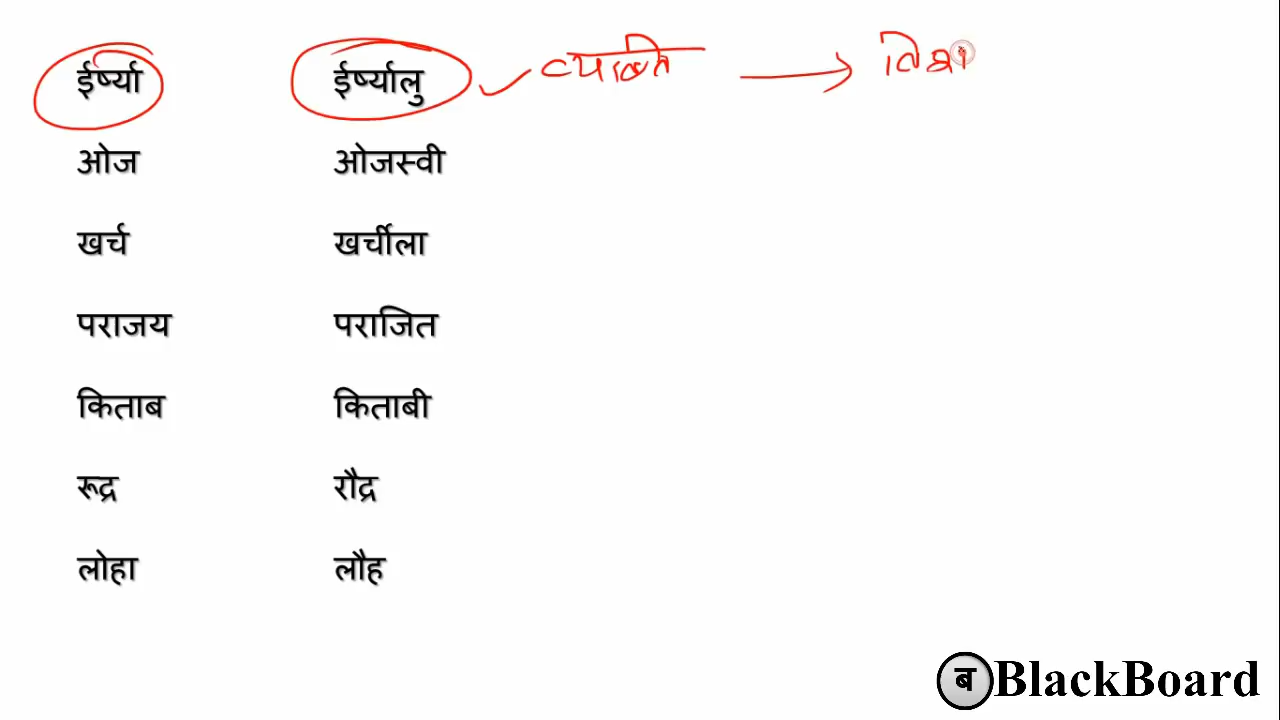 ईर्ष्या ईर्ष्यालु व्यक्ति
ओज ओजस्वी
खर्च खर्चीला
पराजय पराजित
किताब किताबी
रूद्र रौद्र
लोहा लौह
ब BlackBoard